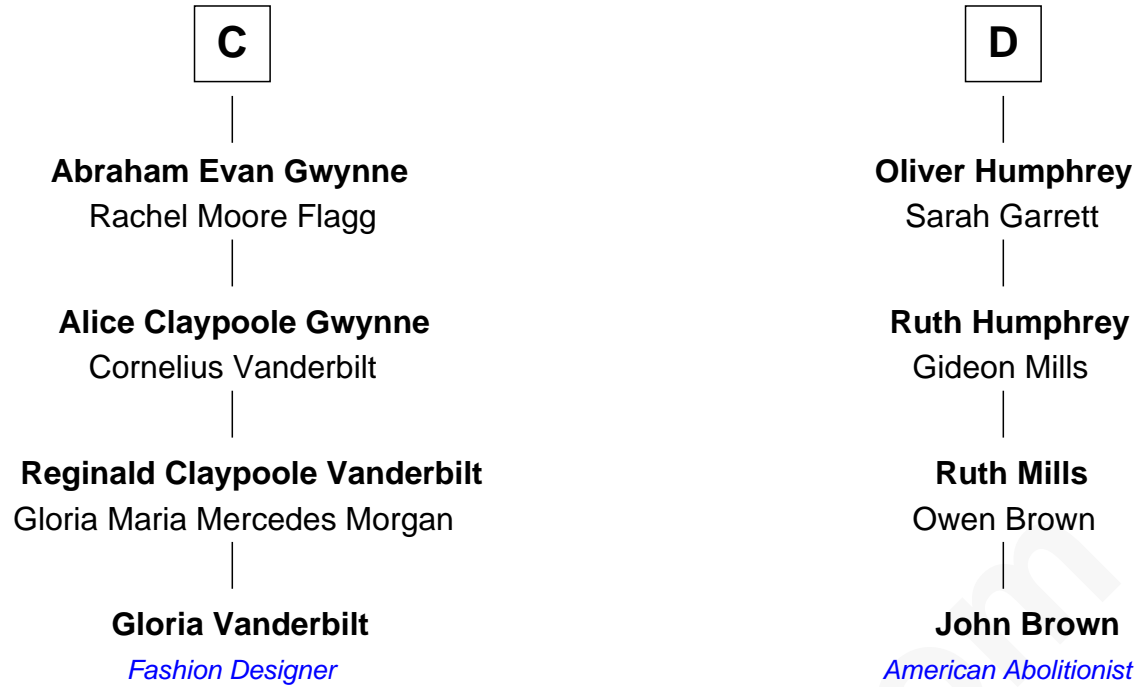 C
Abraham Evan Gwynne
Rachel Moore Flagg
Alice Claypoole Gwynne
Cornelius Vanderbilt
Reginald Claypoole Vanderbilt
Gloria Maria Mercedes Morgan
Gloria Vanderbilt
Fashion Designer
D
Oliver Humphrey
Sarah Garrett
Ruth Humphrey
Gideon Mills
Ruth Mills
Owen Brown
John Brown
American Abolitionist